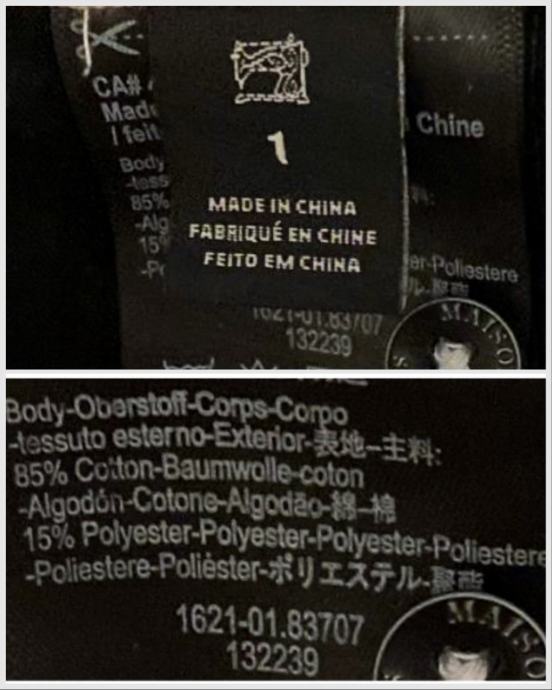 CA#
Made
Chine
1
I feit
Body
-tess
85%
-Alg
15%
MADE IN CHINA
FABRIQUÉ EN CHINE
FEITO EM CHINA
er-Poliestere
1621-01.83707
132239
MAISO
Body-Oberstoff-Corps-Corpo
-tessuto esterno-Exterior-表地–主料:
85% Cotton-Baumwolle-coton
-Algodón-Cotone-Algodão-綿–棉
15% Polyester-Polyester-Polyester-Poliestere
-Poliestere-Poliéster-ポリエステル-聚酯
1621-01.83707
132239
MAISO